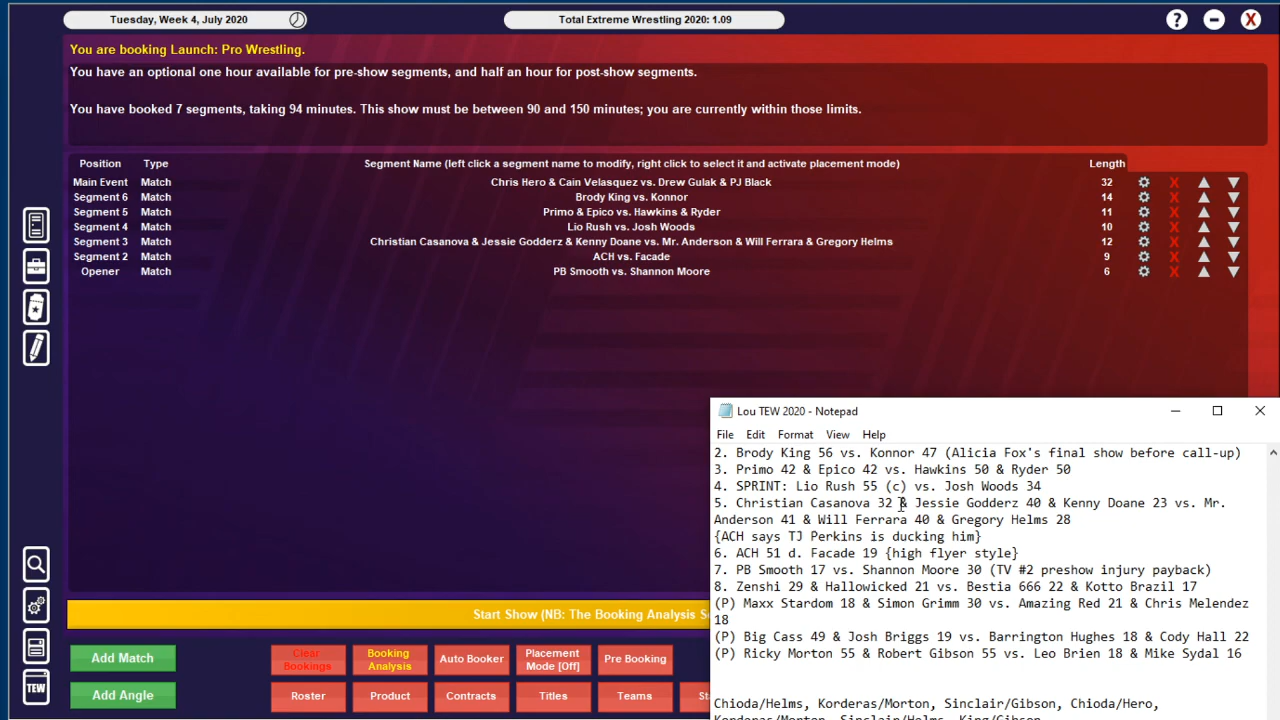 Tuesday, Week 4, July 2020
Total Extreme Wrestling 2020: 1.09
?
X
You are booking Launch: Pro Wrestling.
You have an optional one hour available for pre-show segments, and half an hour for post-show segments.
You have booked 7 segments, taking 94 minutes. This show must be between 90 and 150 minutes; you are currently within those limits.
Position Type Segment Name (left click a segment name to modify, right click to select it and activate placement mode) Length
Main Event Match Chris Hero & Cain Velasquez vs. Drew Gulak & PJ Black 32 X
Segment 6 Match Brody King vs. Konnor 14 X
Segment 5 Match Primo & Epico vs. Hawkins & Ryder 11 X
Segment 4 Match Lio Rush vs. Josh Woods 10 X
Segment 3 Match Christian Casanova & Jessie Godderz & Kenny Doane vs. Mr. Anderson & Will Ferrara & Gregory Helms 12 X
Segment 2 Match ACH vs. Facade 9 X
Opener Match PB Smooth vs. Shannon Moore 6 X
Start Show (NB: The Booking Analysis S
Add Match
Clear Bookings
Booking Analysis
Auto Booker
Placement Mode [Off]
Pre Booking
Add Angle
Roster
Product
Contracts
Titles
Teams
TEW
Lou TEW 2020 - Notepad
File Edit Format View Help
2. Brody King 56 vs. Konnor 47 (Alicia Fox's final show before call-up)
3. Primo 42 & Epico 42 vs. Hawkins 50 & Ryder 50
4. SPRINT: Lio Rush 55 (c) vs. Josh Woods 34
5. Christian Casanova 32 & Jessie Godderz 40 & Kenny Doane 23 vs. Mr.
Anderson 41 & Will Ferrara 40 & Gregory Helms 28
{ACH says TJ Perkins is ducking him}
6. ACH 51 d. Facade 19 {high flyer style}
7. PB Smooth 17 vs. Shannon Moore 30 (TV #2 preshow injury payback)
8. Zenshi 29 & Hallowicked 21 vs. Bestia 666 22 & Kotto Brazil 17
(P) Maxx Stardom 18 & Simon Grimm 30 vs. Amazing Red 21 & Chris Melendez
18
(P) Big Cass 49 & Josh Briggs 19 vs. Barrington Hughes 18 & Cody Hall 22
(P) Ricky Morton 55 & Robert Gibson 55 vs. Leo Brien 18 & Mike Sydal 16
Chioda/Helms, Korderas/Morton, Sinclair/Gibson, Chioda/Hero,
Korderas/Morton, Sinclair/Helms, King/Gibson